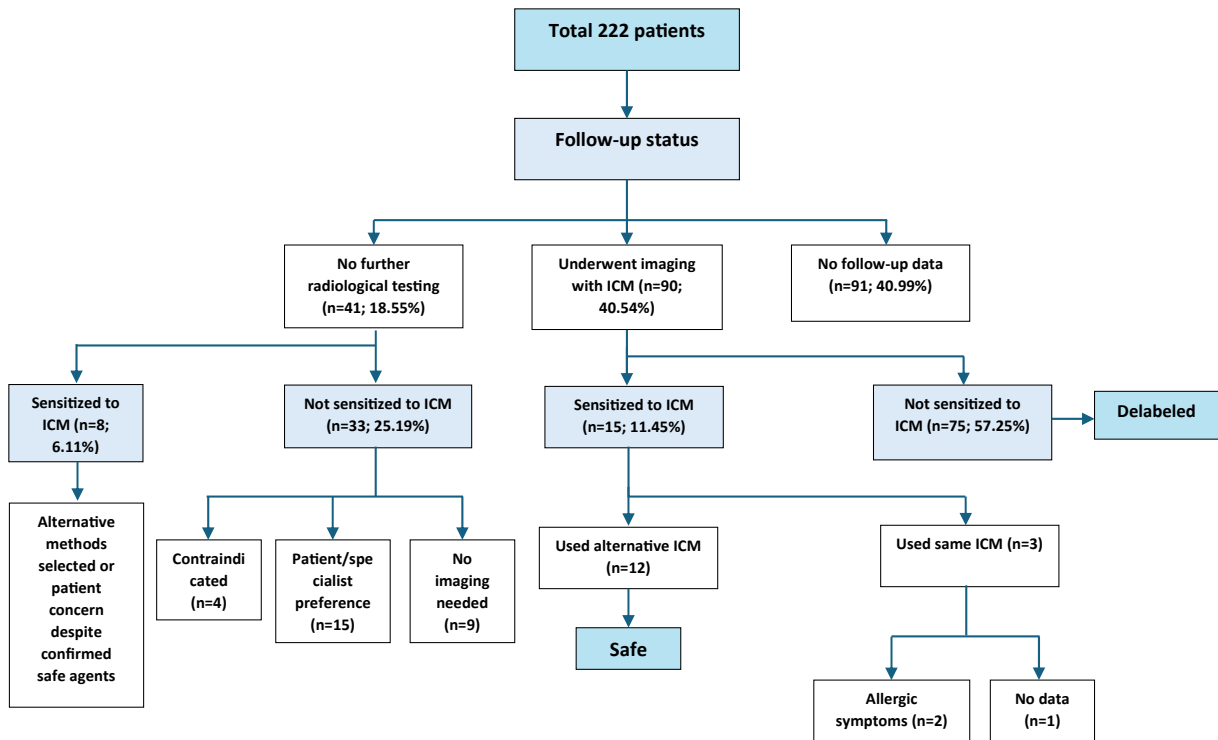 Total 222 patients
Follow-up status
No further
radiological testing
(n=41; 18.55%)
Underwent imaging
with ICM (n=90;
40.54%)
No follow-up data
(n=91; 40.99%)
Sensitized to
ICM (n=8;
6.11%)
Not sensitized to ICM
(n=33; 25.19%)
Sensitized to ICM
(n=15; 11.45%)
Not sensitized to
ICM (n=75; 57.25%)
Delabeled
Alternative
methods
selected or
patient
concern
despite
confirmed
safe agents
Contraindi
cated
(n=4)
Patient/spe
cialist
preference
(n=15)
No
imaging
needed
(n=9)
Used alternative ICM
(n=12)
Used same ICM (n=3)
Safe
Allergic
symptoms (n=2)
No data
(n=1)